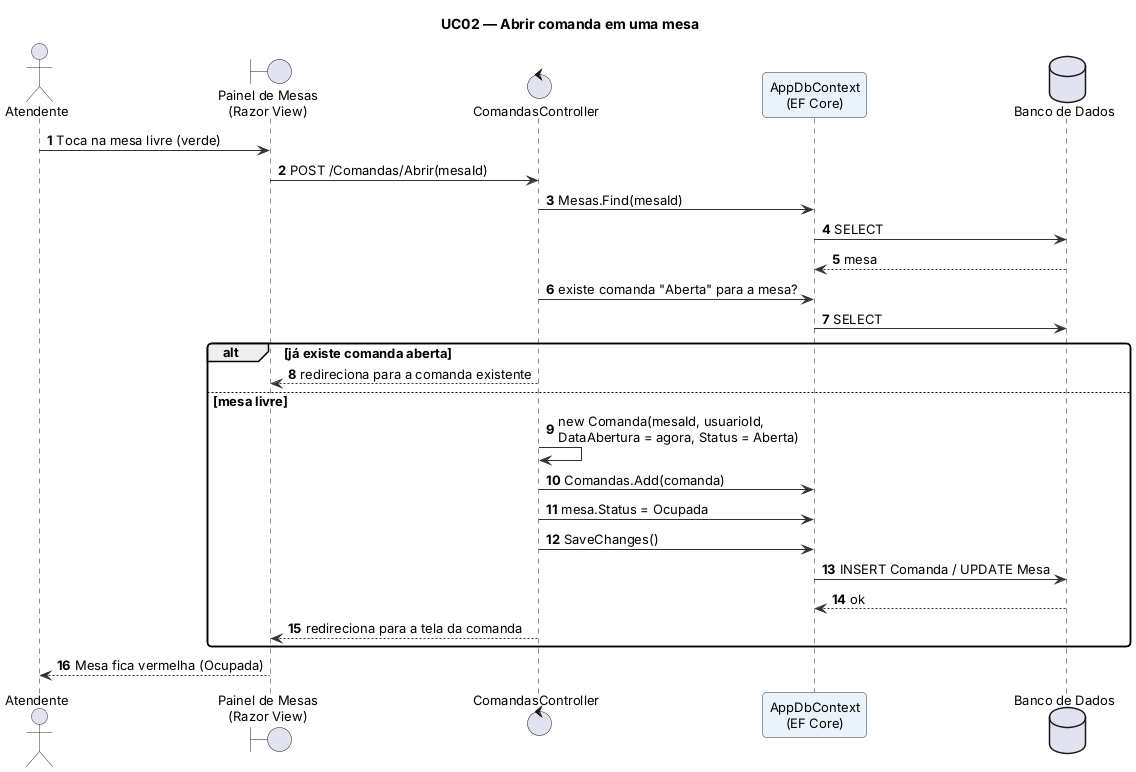 UC02 — Abrir comanda em uma mesa
Atendente
Painel de Mesas
(Razor View)
ComandasController
AppDbContext
(EF Core)
Banco de Dados
1 Toca na mesa livre (verde)
2 POST /Comandas/Abrir(mesaId)
3 Mesas.Find(mesaId)
4 SELECT
5 mesa
6 existe comanda "Aberta" para a mesa?
7 SELECT
alt [já existe comanda aberta]
8 redireciona para a comanda existente
[mesa livre]
9 new Comanda(mesaId, usuarioId,
DataAbertura = agora, Status = Aberta)
10 Comandas.Add(comanda)
11 mesa.Status = Ocupada
12 SaveChanges()
13 INSERT Comanda / UPDATE Mesa
14 ok
15 redireciona para a tela da comanda
16 Mesa fica vermelha (Ocupada)
Atendente
Painel de Mesas
(Razor View)
ComandasController
AppDbContext
(EF Core)
Banco de Dados